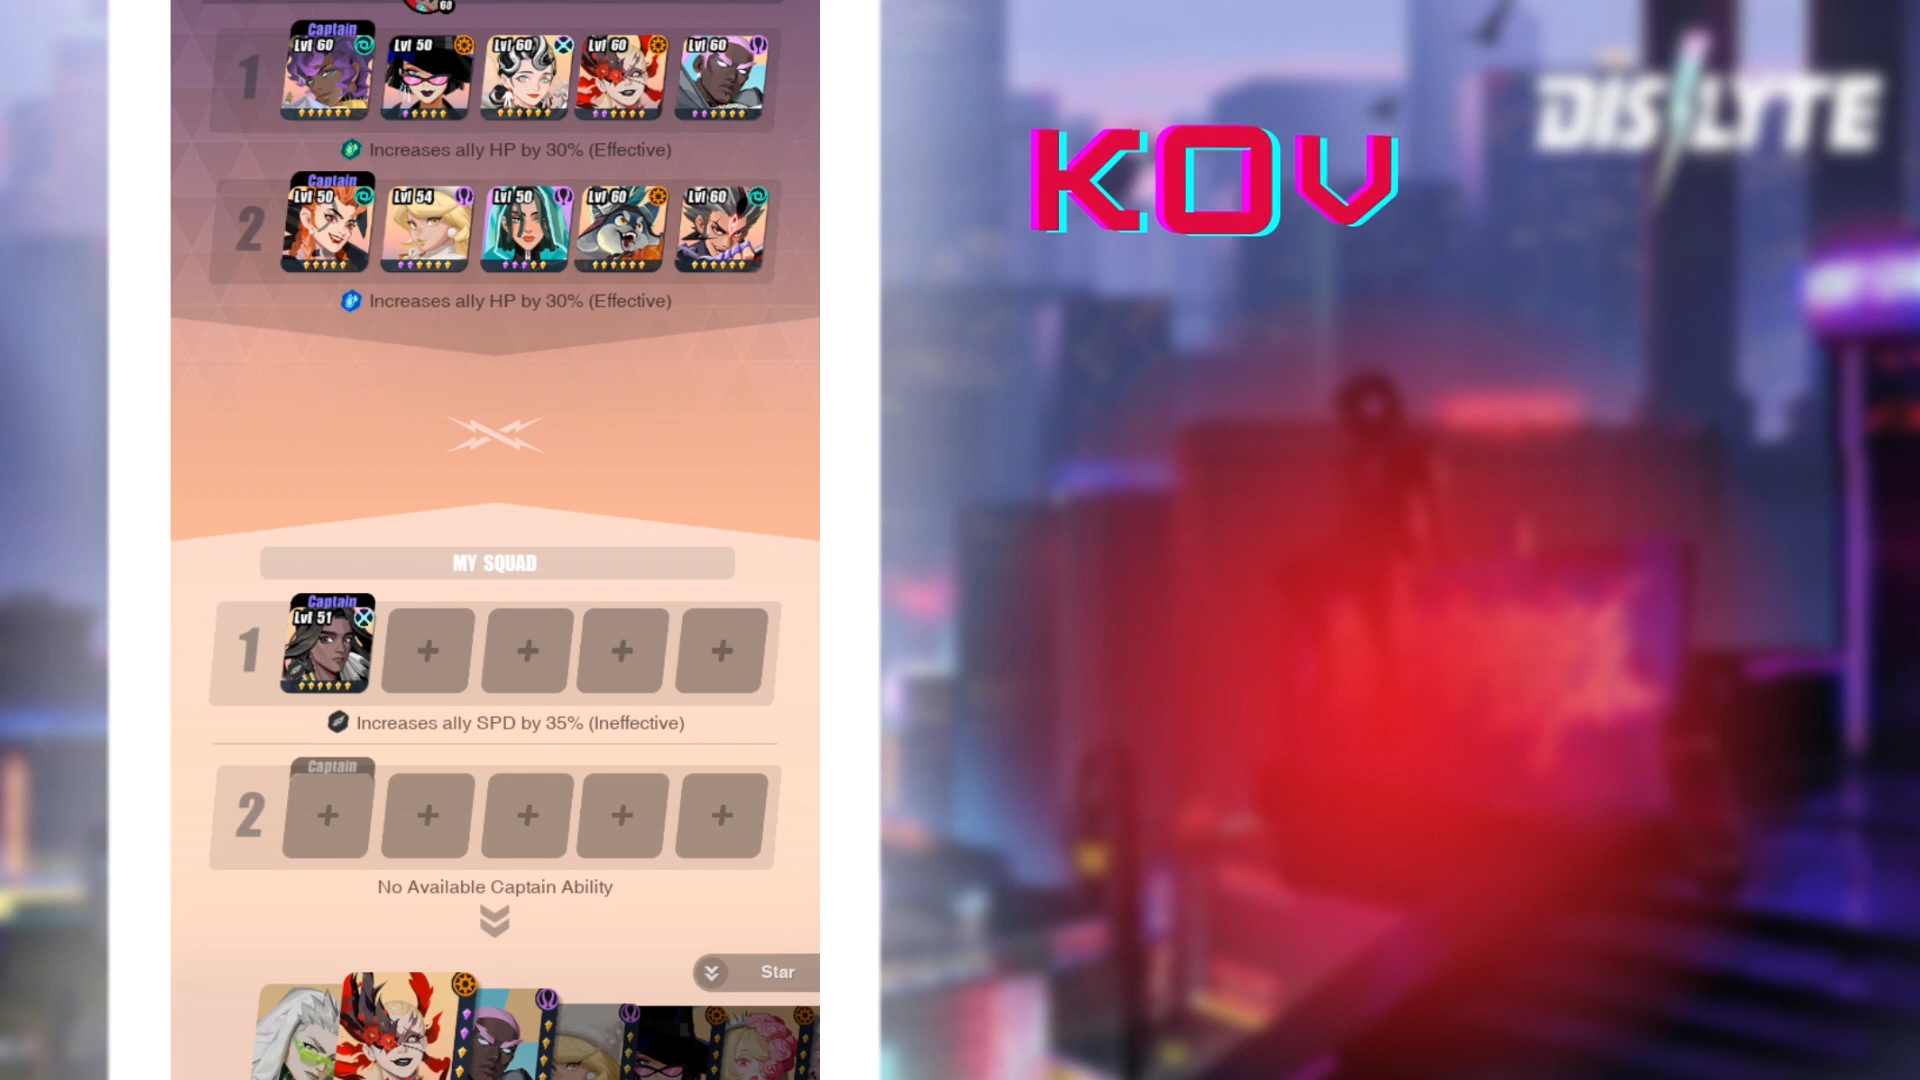 60
Captain
1 Lvl 60 Lvl 50 Lvl 60 Lvl 60 Lvl 60
Increases ally HP by 30% (Effective)
Captain
2 Lvl 50 Lvl 54 Lvl 50 Lvl 60 Lvl 60
Increases ally HP by 30% (Effective)
MY SQUAD
Captain
1 Lvl 51
Increases ally SPD by 35% (Ineffective)
Captain
2
No Available Captain Ability
Star
KOV
DISLYTE